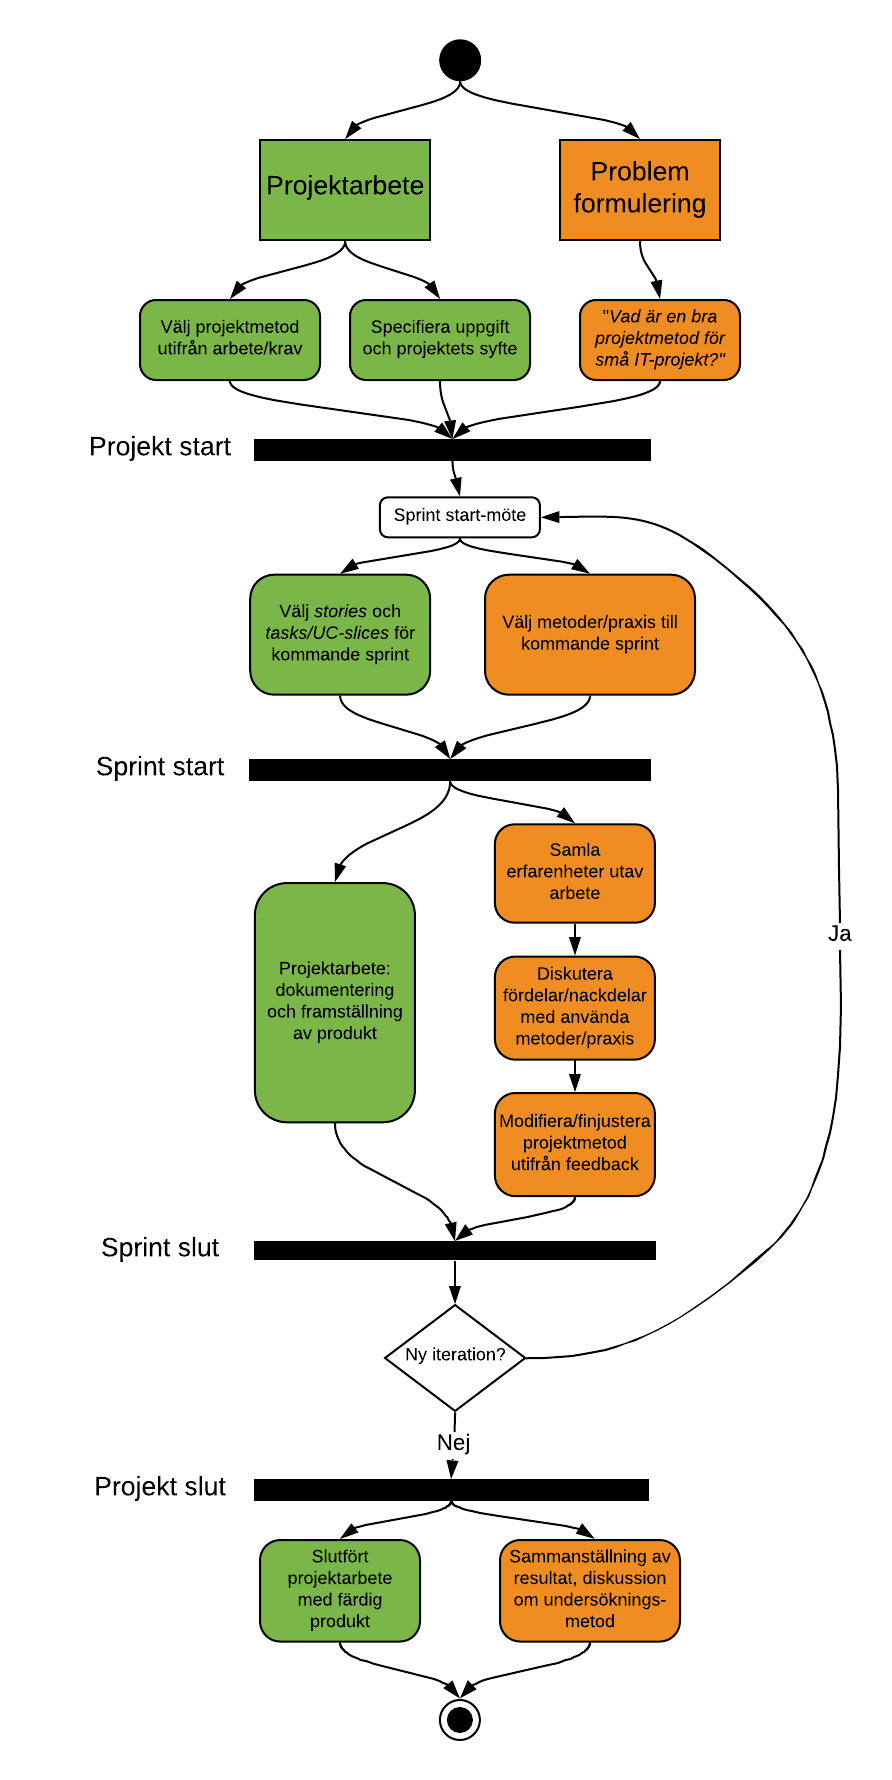 Projektarbete
Problem
formulering
Välj projektmetod
utifrån arbete/krav
Specifiera uppgift
och projektets syfte
"Vad är en bra
projektmetod för
små IT-projekt?"
Projekt start
Sprint start-möte
Välj stories och
tasks/UC-slices för
kommande sprint
Välj metoder/praxis till
kommande sprint
Sprint start
Samla
erfarenheter utav
arbete
Ja
Projektarbete:
dokumentering
och framställning
av produkt
Diskutera
fördelar/nackdelar
med använda
metoder/praxis
Modifiera/finjustera
projektmetod
utifrån feedback
Sprint slut
Ny iteration?
Nej
Projekt slut
Slutfört
projektarbete
med färdig
produkt
Sammanställning av
resultat, diskussion
om undersöknings-
metod